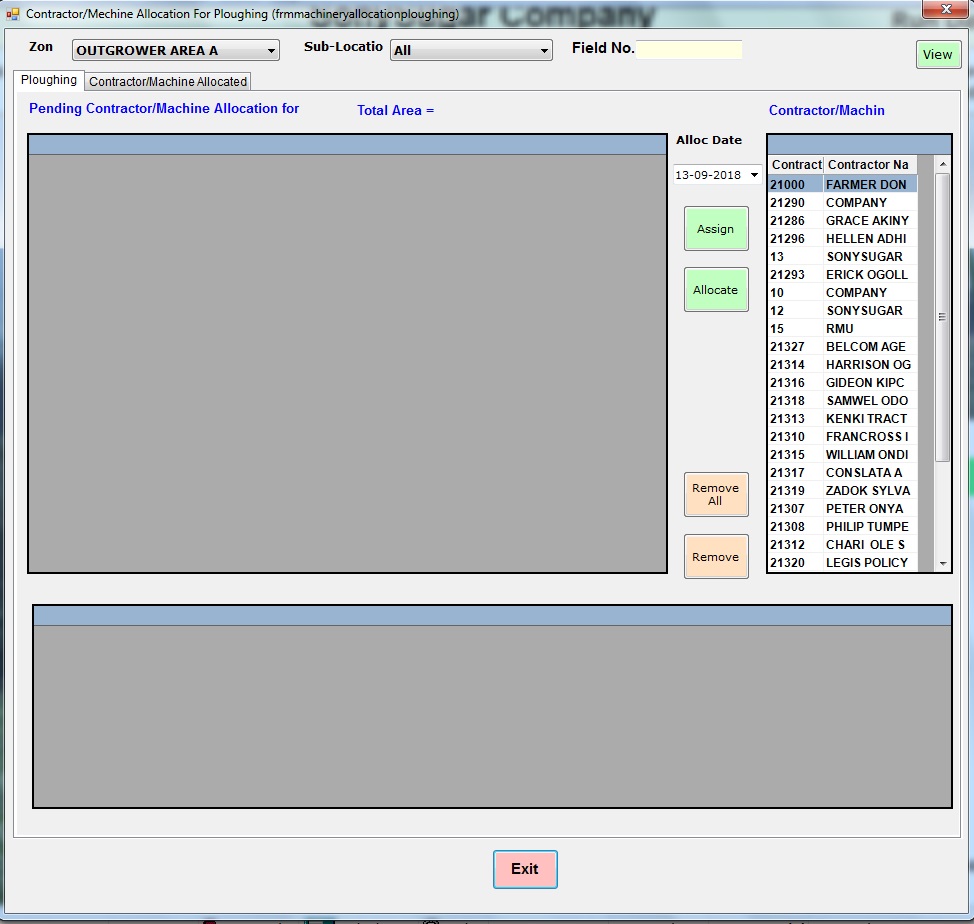 Contractor/Mechine Allocation For Ploughing (frmmachineryallocationploughing)
Zon OUTGROWER AREA A Sub-Locatio All Field No. View
Ploughing Contractor/Machine Allocated
Pending Contractor/Machine Allocation for Total Area = Contractor/Machin
Alloc Date
13-09-2018
Assign
Allocate
Remove
All
Remove
Contract Contractor Na
21000 FARMER DON
21290 COMPANY
21286 GRACE AKINY
21296 HELLEN ADHI
13 SONYSUGAR
21293 ERICK OGOLL
10 COMPANY
12 SONYSUGAR
15 RMU
21327 BELCOM AGE
21314 HARRISON OG
21316 GIDEON KIPC
21318 SAMWEL ODO
21313 KENKI TRACT
21310 FRANCROSS I
21315 WILLIAM ONDI
21317 CONSLATA A
21319 ZADOK SYLVA
21307 PETER ONYA
21308 PHILIP TUMPE
21312 CHARI OLE S
21320 LEGIS POLICY
Exit